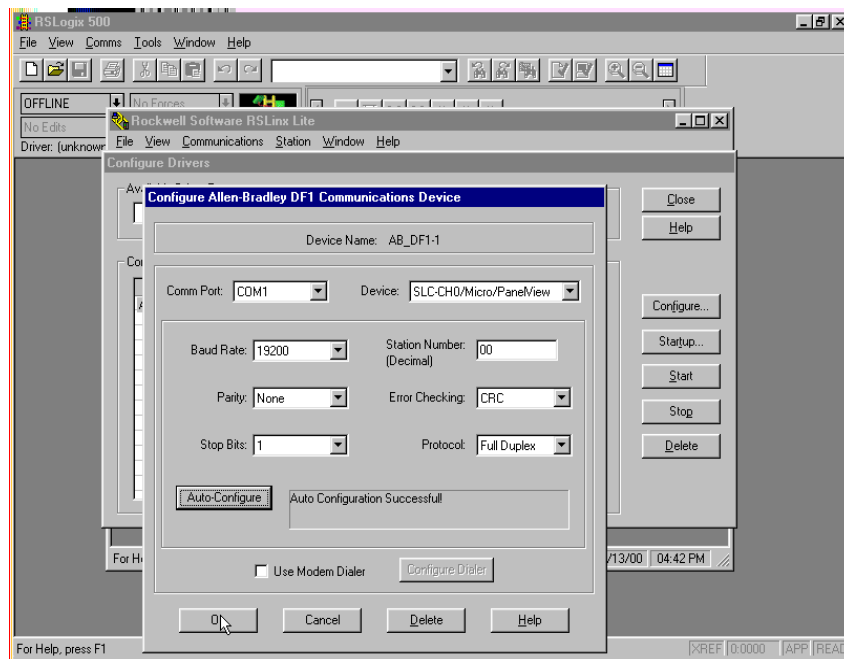 RSLogix 500
File View Comms Tools Window Help
OFFLINE No Forces
No Edits
Driver: (unknown
Rockwell Software RSLinx Lite
File View Communications Station Window Help
Configure Drivers
Close
Help
Configure...
Startup...
Start
Stop
Delete
Configure Allen-Bradley DF1 Communications Device
Device Name: AB_DF1-1
Comm Port: COM1 Device: SLC-CH0/Micro/PanelView
Baud Rate: 19200 Station Number: 00
(Decimal)
Parity: None Error Checking: CRC
Stop Bits: 1 Protocol: Full Duplex
Auto-Configure Auto Configuration Successful!
Use Modem Dialer Configure Dialer
Cancel Delete Help
For H /13/00 04:42 PM
For Help, press F1 XREF 0:0000 APP READ